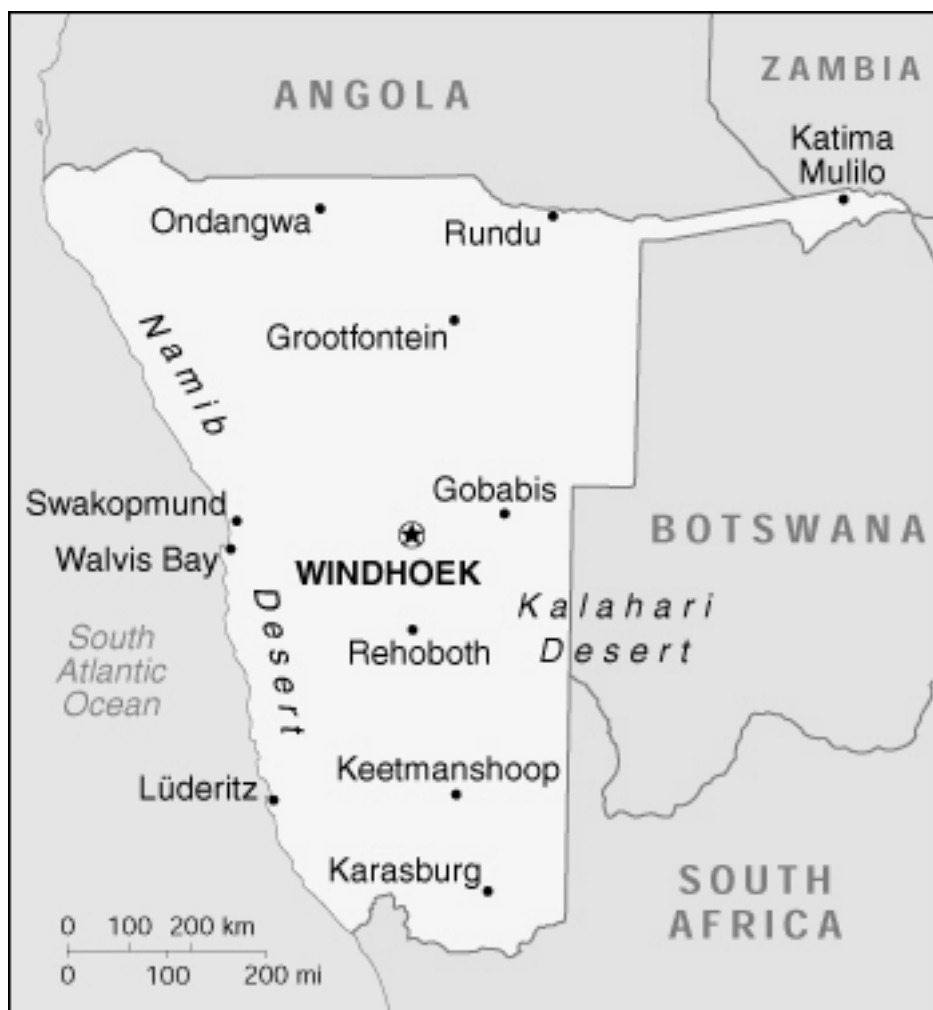 ANGOLA
ZAMBIA
Katima
Mulilo
Ondangwa
Rundu
Grootfontein
Namib
Desert
Swakopmund
Gobabis
Walvis Bay
WINDHOEK
BOTSWANA
Kalahari
Desert
South
Atlantic
Ocean
Rehoboth
Lüderitz
Keetmanshoop
Karasburg
SOUTH
AFRICA
0 100 200 km
0 100 200 mi